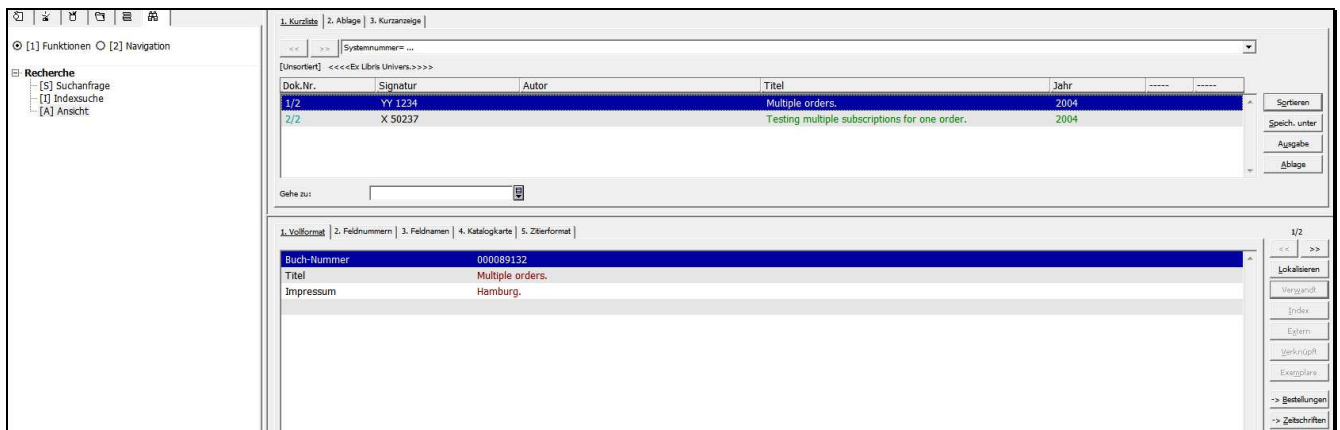 [1] Funktionen [2] Navigation
Recherche
[S] Suchanfrage
[I] Indexsuche
[A] Ansicht
1. Kurzliste 2. Ablage 3. Kurzanzeige
<< >> Systemnummer= ...
[Unsortiert] <<<<Ex Libris Univers.>>>>
Dok.Nr. Signatur Autor Titel Jahr ----- -----
1/2 YY 1234 Multiple orders. 2004
2/2 X 50237 Testing multiple subscriptions for one order. 2004
Sortieren
Speich. unter
Ausgabe
Ablage
Gehe zu:
1. Vollformat 2. Feldnummern 3. Feldnamen 4. Katalogkarte 5. Zitierformat
1/2
<< >>
Buch-Nummer 000089132
Titel Multiple orders.
Impressum Hamburg.
Lokalisieren
Verwandt
Index
Extern
Verknüpft
Exemplare
-> Bestellungen
-> Zeitschriften